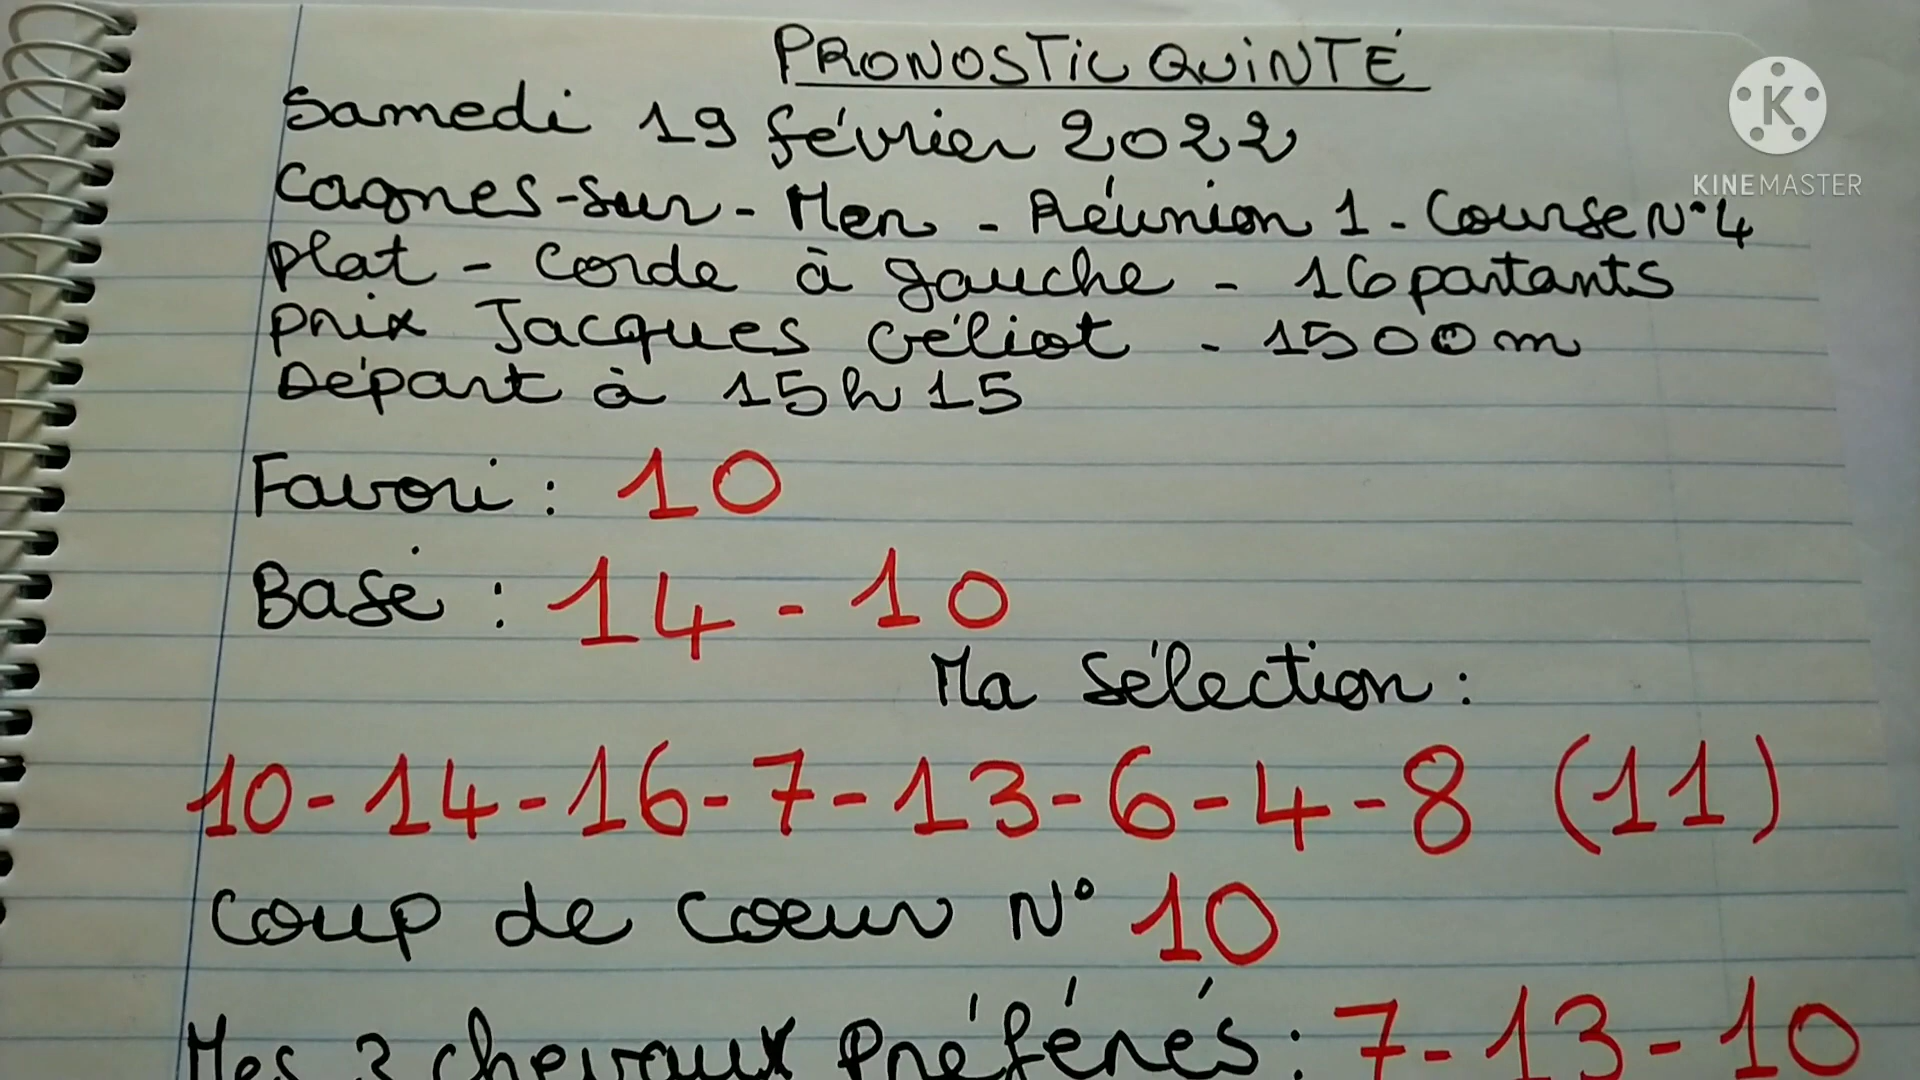 PRONOSTIC QUINTÉ
Samedi 19 février 2022
Cagnes-sur-Mer - Réunion 1 - Course N°4
plat - corde à gauche - 16 partants
prix Jacques Géliot - 1500m
Départ à 15h15
Favori : 10
Base : 14 - 10
Ma Sélection :
10-14-16-7-13-6-4-8 (11)
Coup de coeur N° 10
Mes 3 chevaux préférés : 7-13-10
K
KINEMASTER